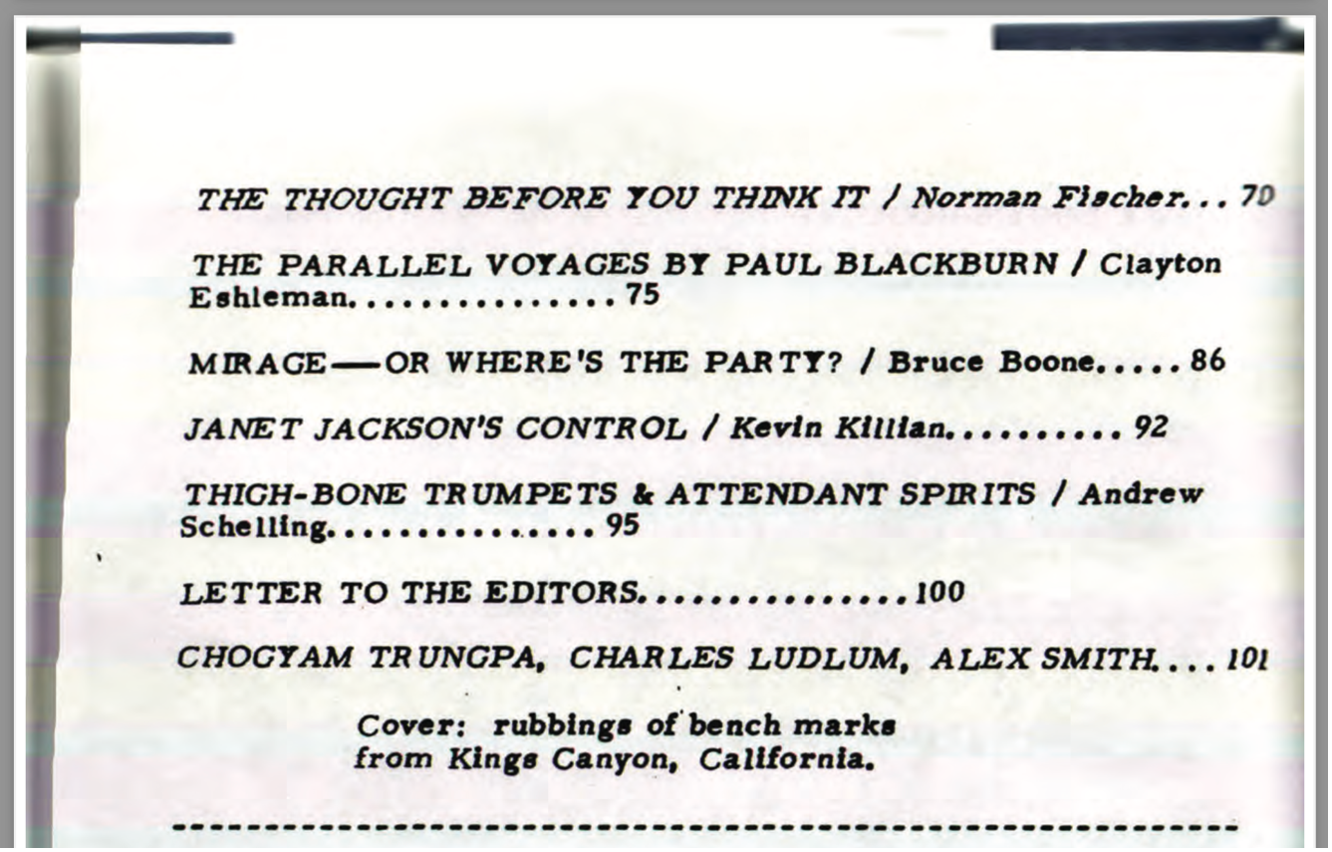 THE THOUGHT BEFORE YOU THINK IT / Norman Fischer... 70
THE PARALLEL VOYAGES BY PAUL BLACKBURN / Clayton
Eshleman............... 75
MIRAGE—OR WHERE'S THE PARTY? / Bruce Boone..... 86
JANET JACKSON'S CONTROL / Kevin Killian.......... 92
THIGH-BONE TRUMPETS & ATTENDANT SPIRITS / Andrew
Schelling............... 95
LETTER TO THE EDITORS...............100
CHOGYAM TRUNGPA, CHARLES LUDLUM, ALEX SMITH.... 101
Cover: rubbings of bench marks
from Kings Canyon, California.